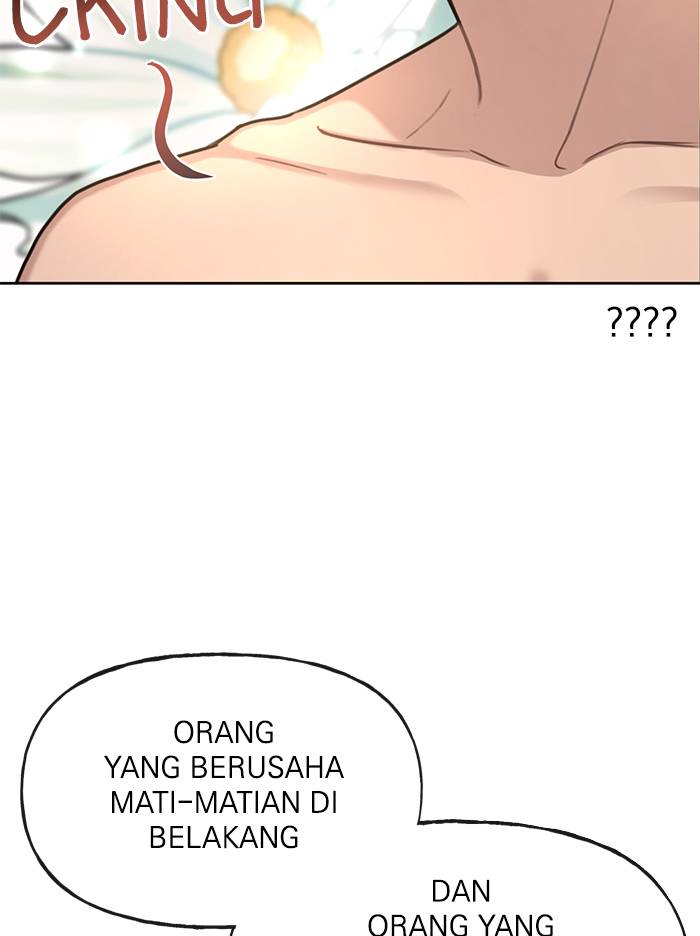 ????
ORANG
YANG BERUSAHA
MATI-MATIAN DI
BELAKANG
DAN
ORANG YANG